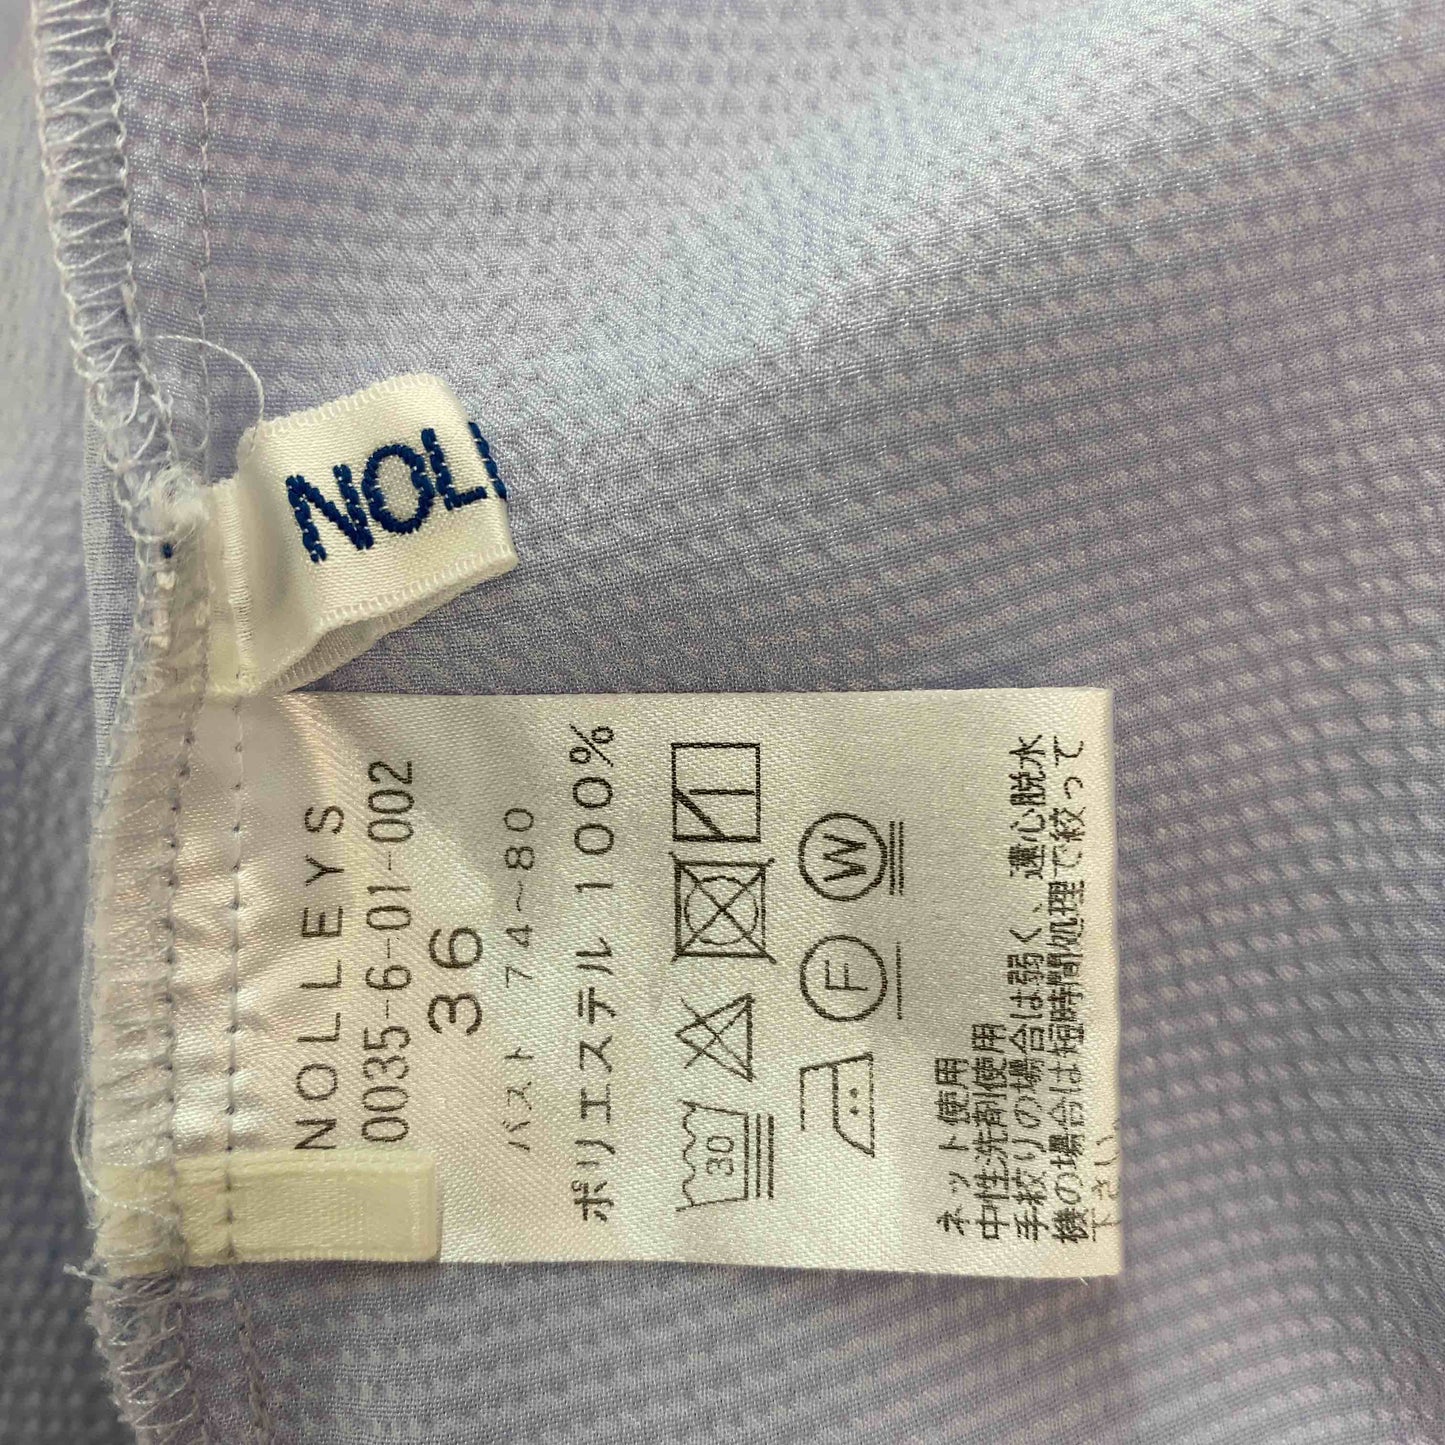 NOLL
NOLLEYS
0035-6-01-002
36
バスト 74~80
ポリエステル 100%
30
F
W
ネット使用
中性洗剤使用
手絞りの場合は弱く、遠心脱水
機の場合は短時間処理で絞って
下さい。